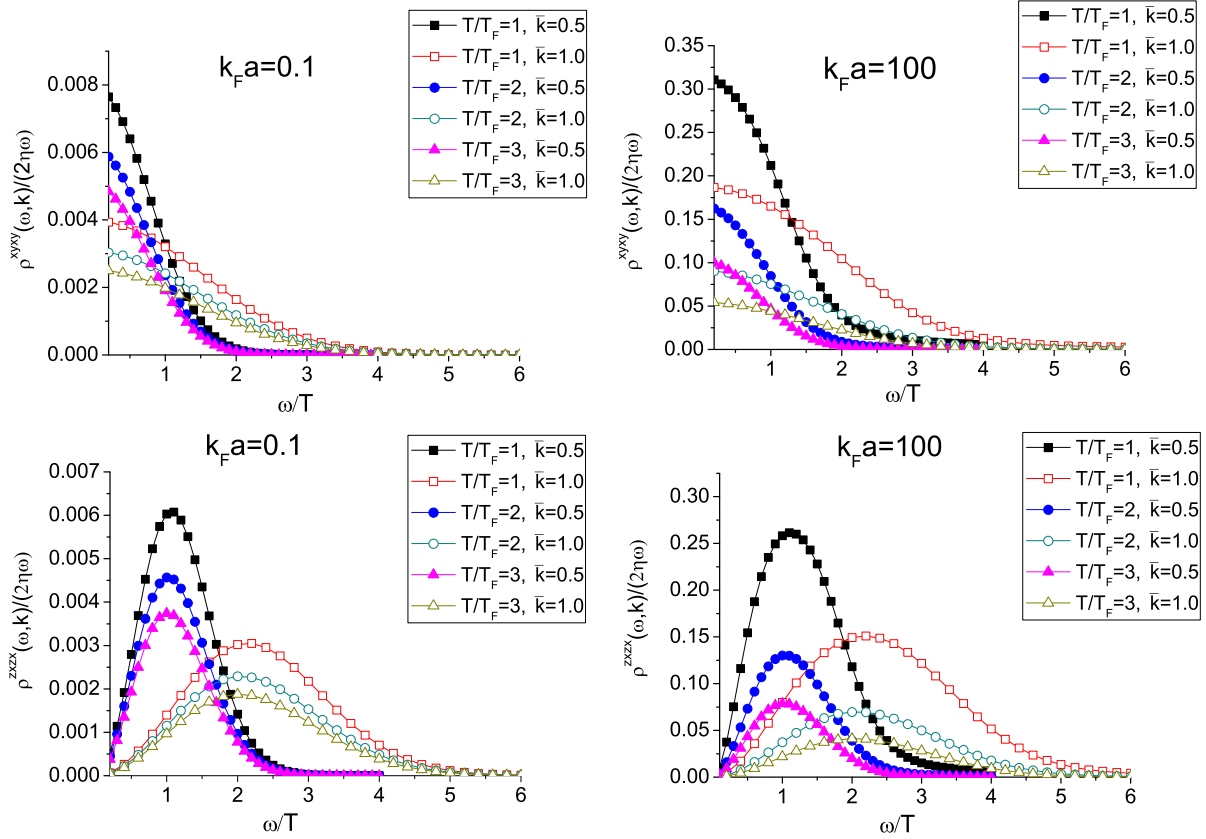 k_F a=0.1
T/T_F=1, k̄=0.5
T/T_F=1, k̄=1.0
T/T_F=2, k̄=0.5
T/T_F=2, k̄=1.0
T/T_F=3, k̄=0.5
T/T_F=3, k̄=1.0
ρ^xyxy(ω,k)/(2ηω)
0.008
0.006
0.004
0.002
0.000
1 2 3 4 5 6
ω/T
k_F a=100
T/T_F=1, k̄=0.5
T/T_F=1, k̄=1.0
T/T_F=2, k̄=0.5
T/T_F=2, k̄=1.0
T/T_F=3, k̄=0.5
T/T_F=3, k̄=1.0
ρ^xyxy(ω,k)/(2ηω)
0.35
0.30
0.25
0.20
0.15
0.10
0.05
0.00
1 2 3 4 5 6
ω/T
k_F a=0.1
T/T_F=1, k̄=0.5
T/T_F=1, k̄=1.0
T/T_F=2, k̄=0.5
T/T_F=2, k̄=1.0
T/T_F=3, k̄=0.5
T/T_F=3, k̄=1.0
ρ^zxzx(ω,k)/(2ηω)
0.007
0.006
0.005
0.004
0.003
0.002
0.001
0.000
1 2 3 4 5 6
ω/T
k_F a=100
T/T_F=1, k̄=0.5
T/T_F=1, k̄=1.0
T/T_F=2, k̄=0.5
T/T_F=2, k̄=1.0
T/T_F=3, k̄=0.5
T/T_F=3, k̄=1.0
ρ^zxzx(ω,k)/(2ηω)
0.30
0.25
0.20
0.15
0.10
0.05
0.00
1 2 3 4 5 6
ω/T